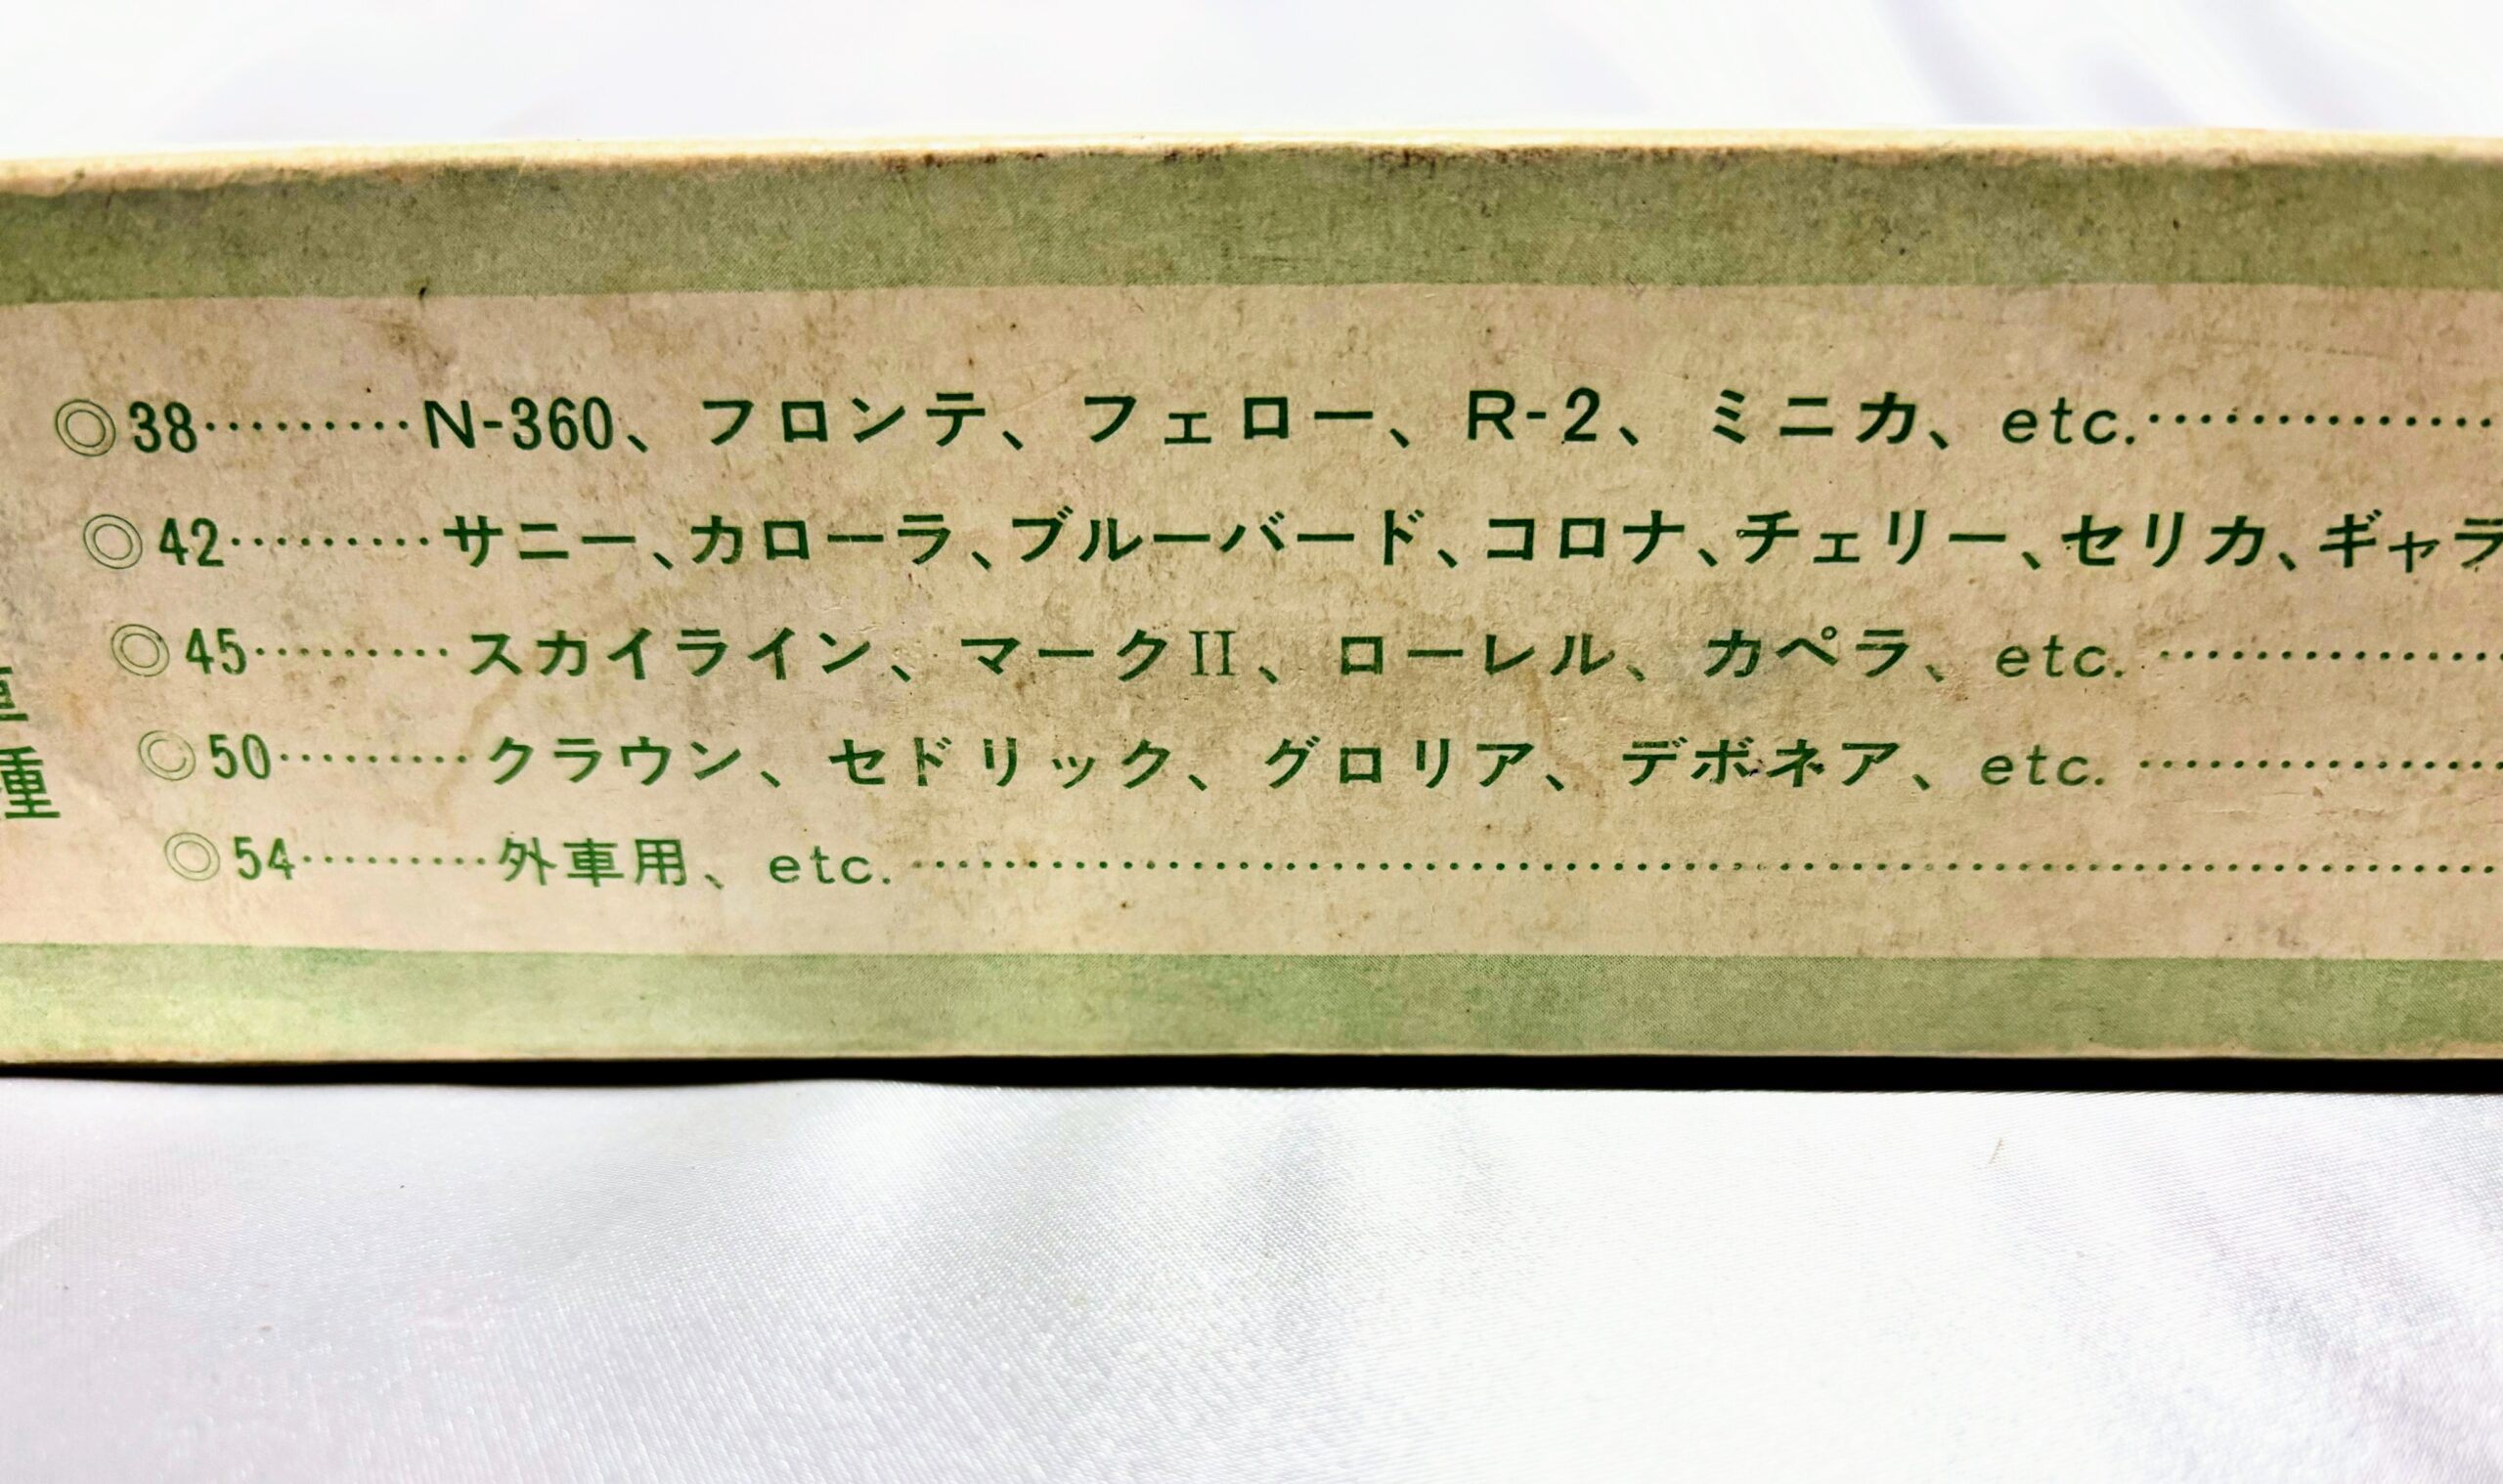 ◎38………N-360、フロンテ、フェロー、R-2、ミニカ、etc.……………
◎42………サニー、カローラ、ブルーバード、コロナ、チェリー、セリカ、ギャラ
◎45………スカイライン、マークII、ローレル、カペラ、etc.……………
◎50………クラウン、セドリック、グロリア、デボネア、etc.……………
◎54………外車用、etc.………………………………………………
車種